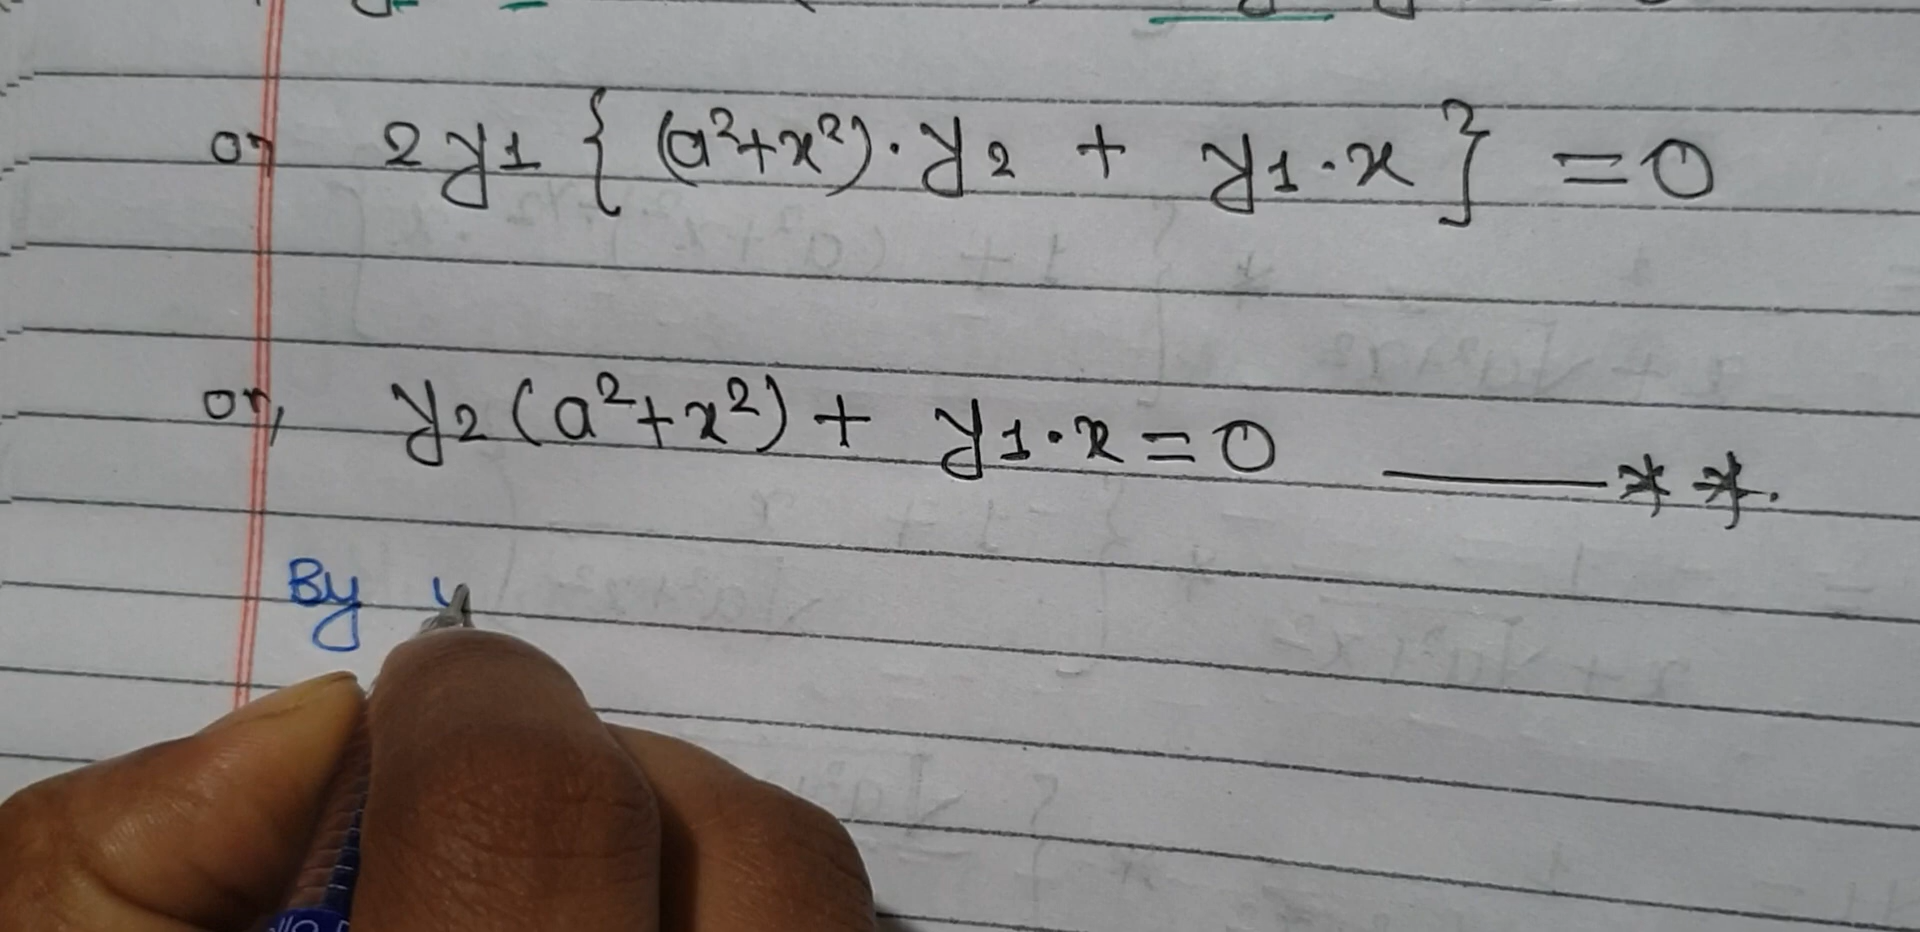 or 2y₁{(a²+x²)·y₂ + y₁·x} = 0
or, y₂(a²+x²) + y₁·x = 0 ——**.
By